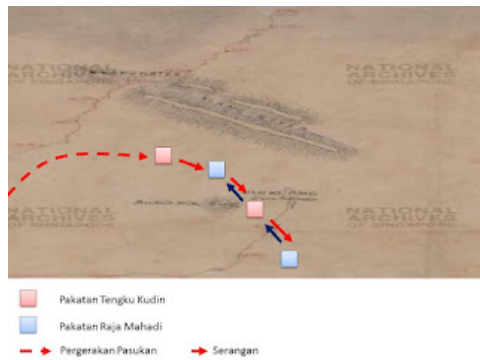 NATIONAL ARCHIVES OF SINGAPORE
NATIONAL ARCHIVES OF SINGAPORE
NATIONAL ARCHIVES OF SINGAPORE
NATIONAL ARCHIVES OF SINGAPORE
Pakatan Tengku Kudin
Pakatan Raja Mahadi
Pergerakan Pasukan
Serangan